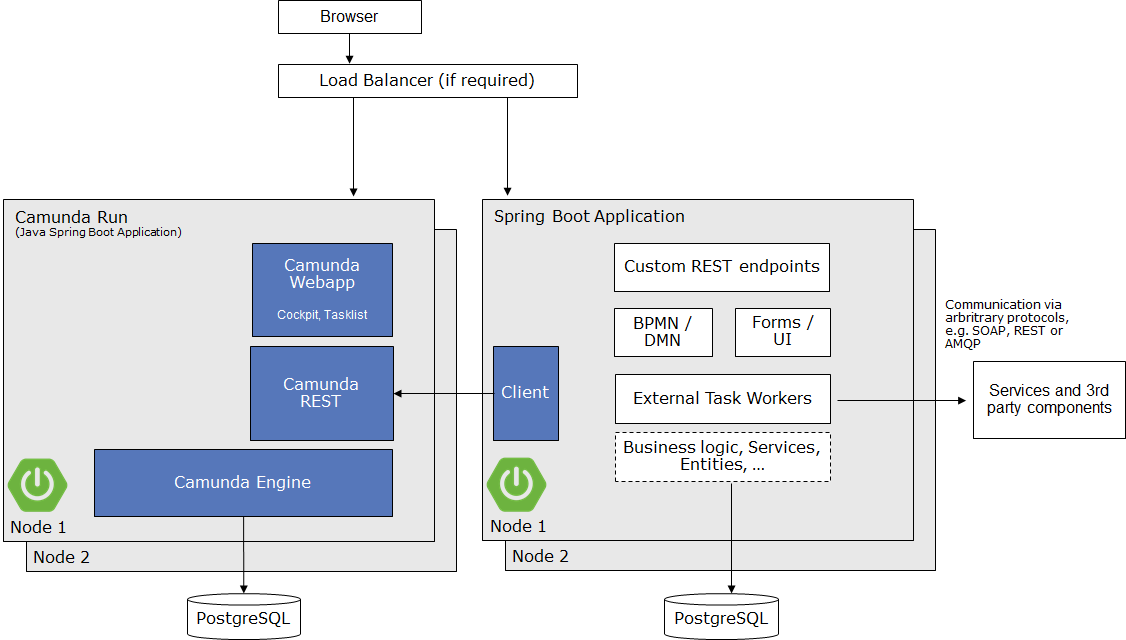 Browser
Load Balancer (if required)
Camunda Run
(Java Spring Boot Application)
Camunda
Webapp
Cockpit, Tasklist
Camunda
REST
Camunda Engine
Node 1
Node 2
PostgreSQL
Spring Boot Application
Custom REST endpoints
BPMN /
DMN
Forms /
UI
Client
External Task Workers
Business logic, Services,
Entities, ...
Node 1
Node 2
PostgreSQL
Communication via
arbritrary protocols,
e.g. SOAP, REST or
AMQP
Services and 3rd
party components